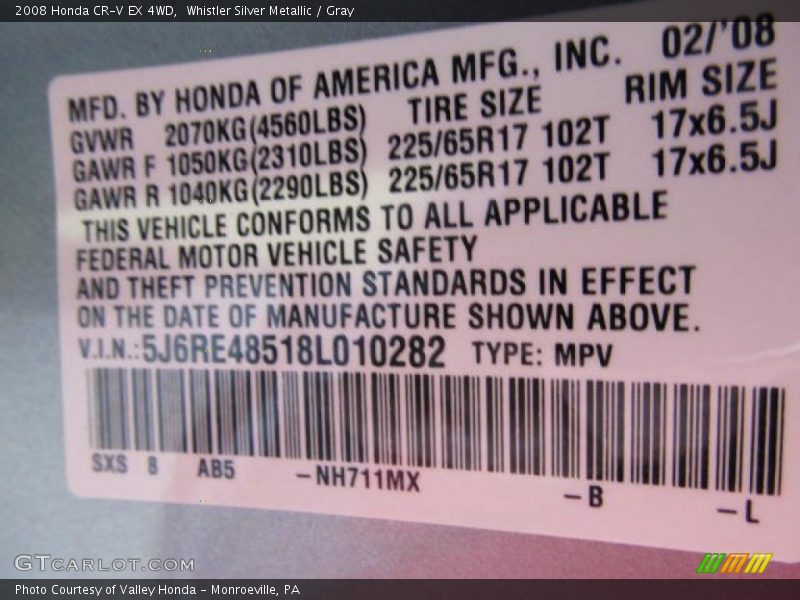 2008 Honda CR-V EX 4WD, Whistler Silver Metallic / Gray
MFD. BY HONDA OF AMERICA MFG., INC. 02/'08
GVWR 2070KG(4560LBS) TIRE SIZE RIM SIZE
GAWR F 1050KG(2310LBS) 225/65R17 102T 17x6.5J
GAWR R 1040KG(2290LBS) 225/65R17 102T 17x6.5J
THIS VEHICLE CONFORMS TO ALL APPLICABLE
FEDERAL MOTOR VEHICLE SAFETY
AND THEFT PREVENTION STANDARDS IN EFFECT
ON THE DATE OF MANUFACTURE SHOWN ABOVE.
V.I.N.:5J6RE48518L010282 TYPE: MPV
SXS 8 AB5 -NH711MX -B -L
GTCARLOT.COM
Photo Courtesy of Valley Honda - Monroeville, PA